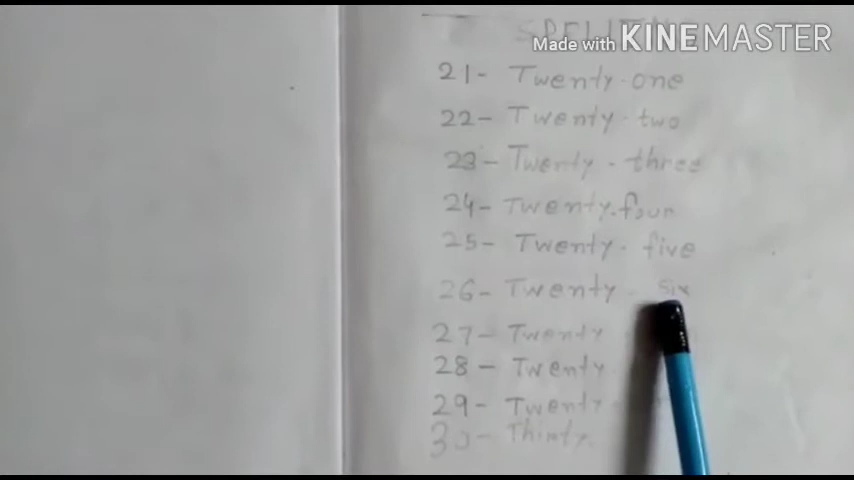 SPELLING
Made with KINEMASTER
21- Twenty-one
22- Twenty-two
23- Twenty-three
24- Twenty-four
25- Twenty-five
26- Twenty-six
27- Twenty
28- Twenty
29- Twenty-
30- Thirty.